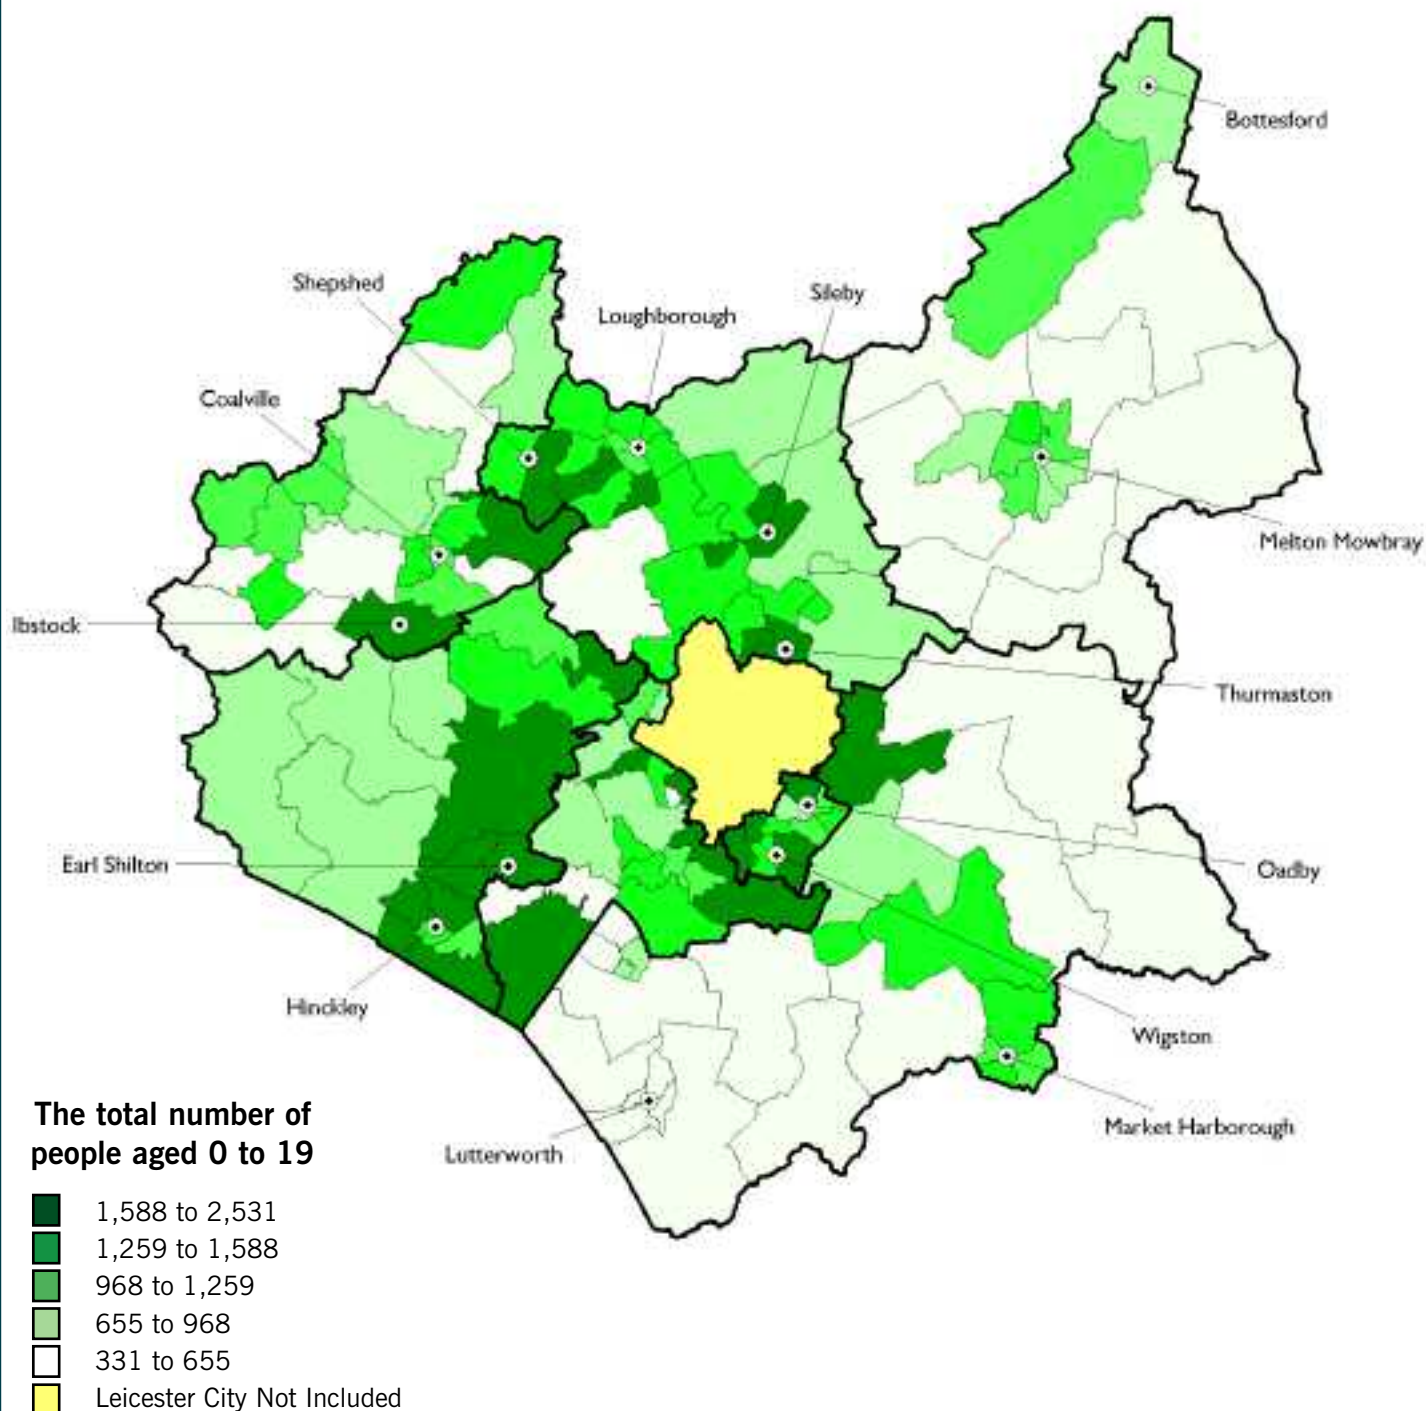 Bottesford
Shepshed
Sileby
Loughborough
Coalville
Melton Mowbray
Ibstock
Thurmaston
Earl Shilton
Oadby
Hinckley
Wigston
Market Harborough
Lutterworth
The total number of
people aged 0 to 19
1,588 to 2,531
1,259 to 1,588
968 to 1,259
655 to 968
331 to 655
Leicester City Not Included